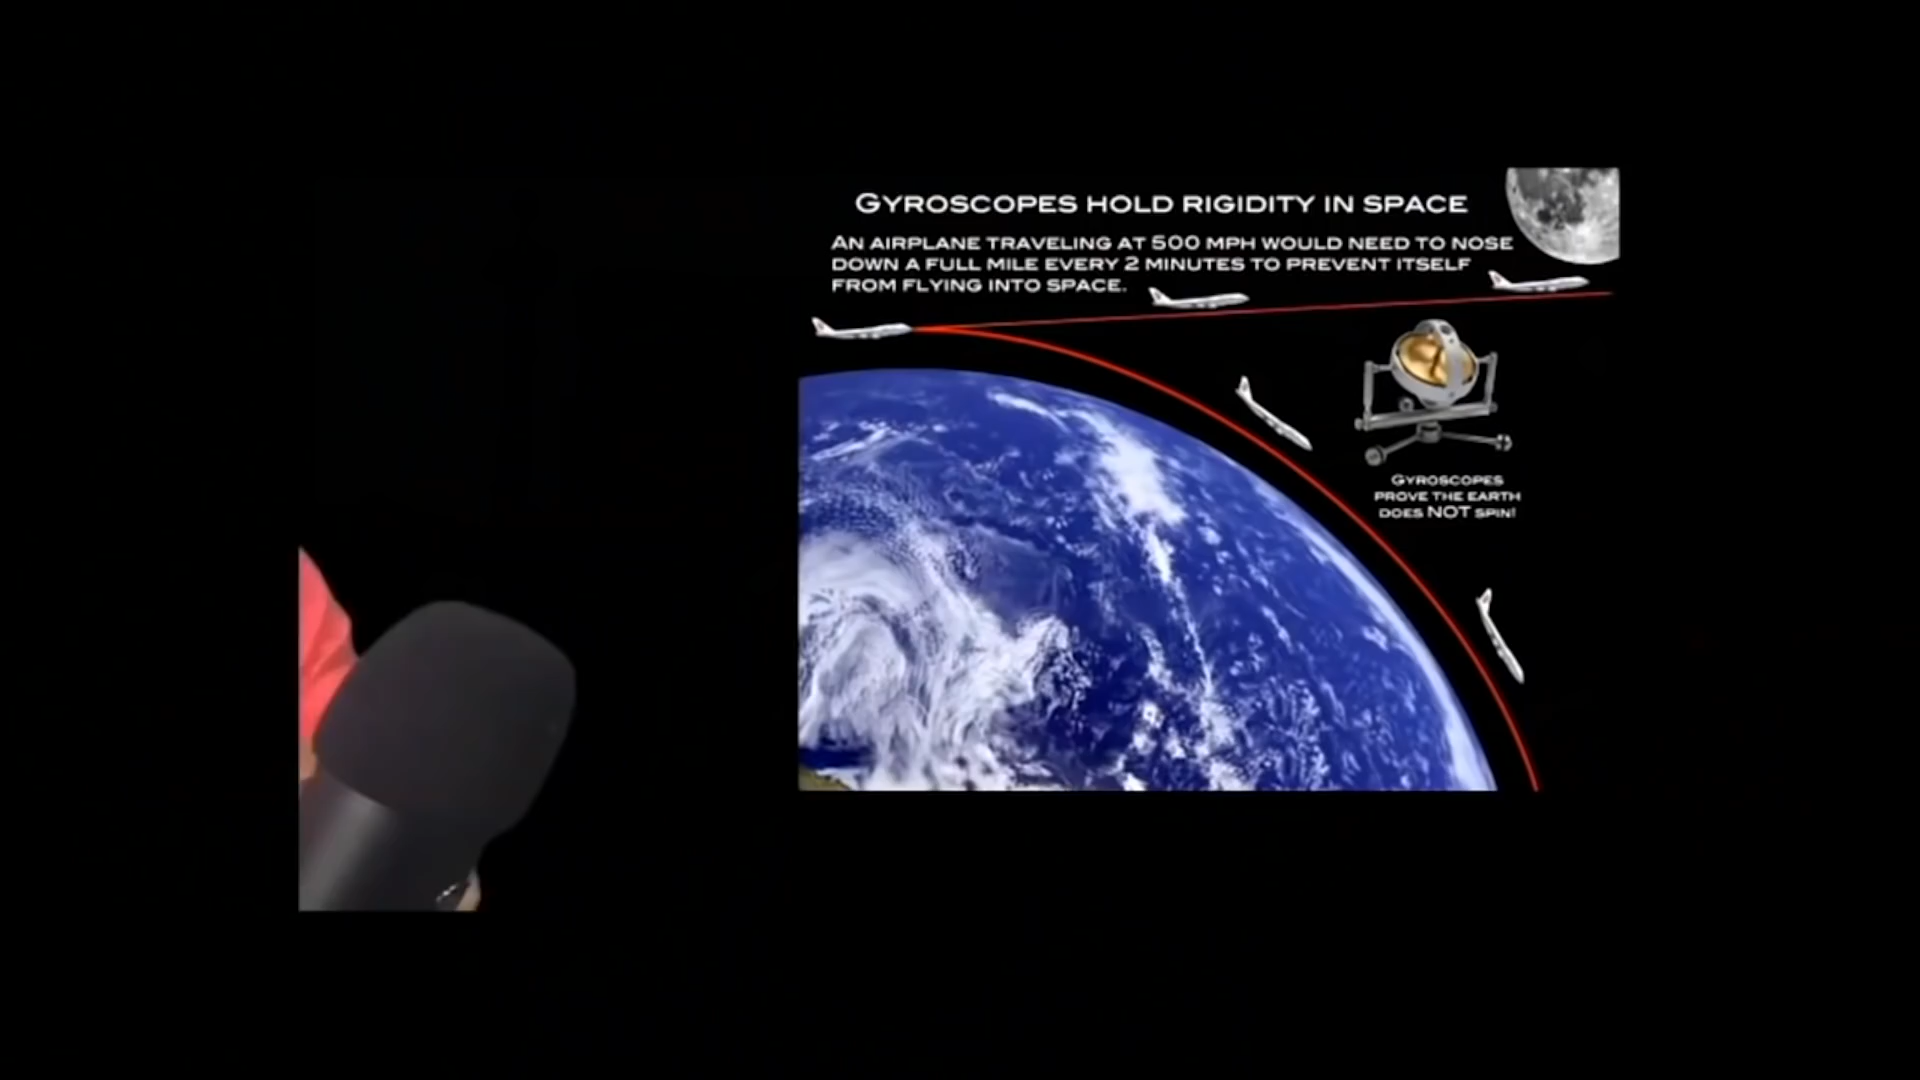 GYROSCOPES HOLD RIGIDITY IN SPACE
AN AIRPLANE TRAVELING AT 500 MPH WOULD NEED TO NOSE
DOWN A FULL MILE EVERY 2 MINUTES TO PREVENT ITSELF
FROM FLYING INTO SPACE.
GYROSCOPES
PROVE THE EARTH
DOES NOT SPIN!